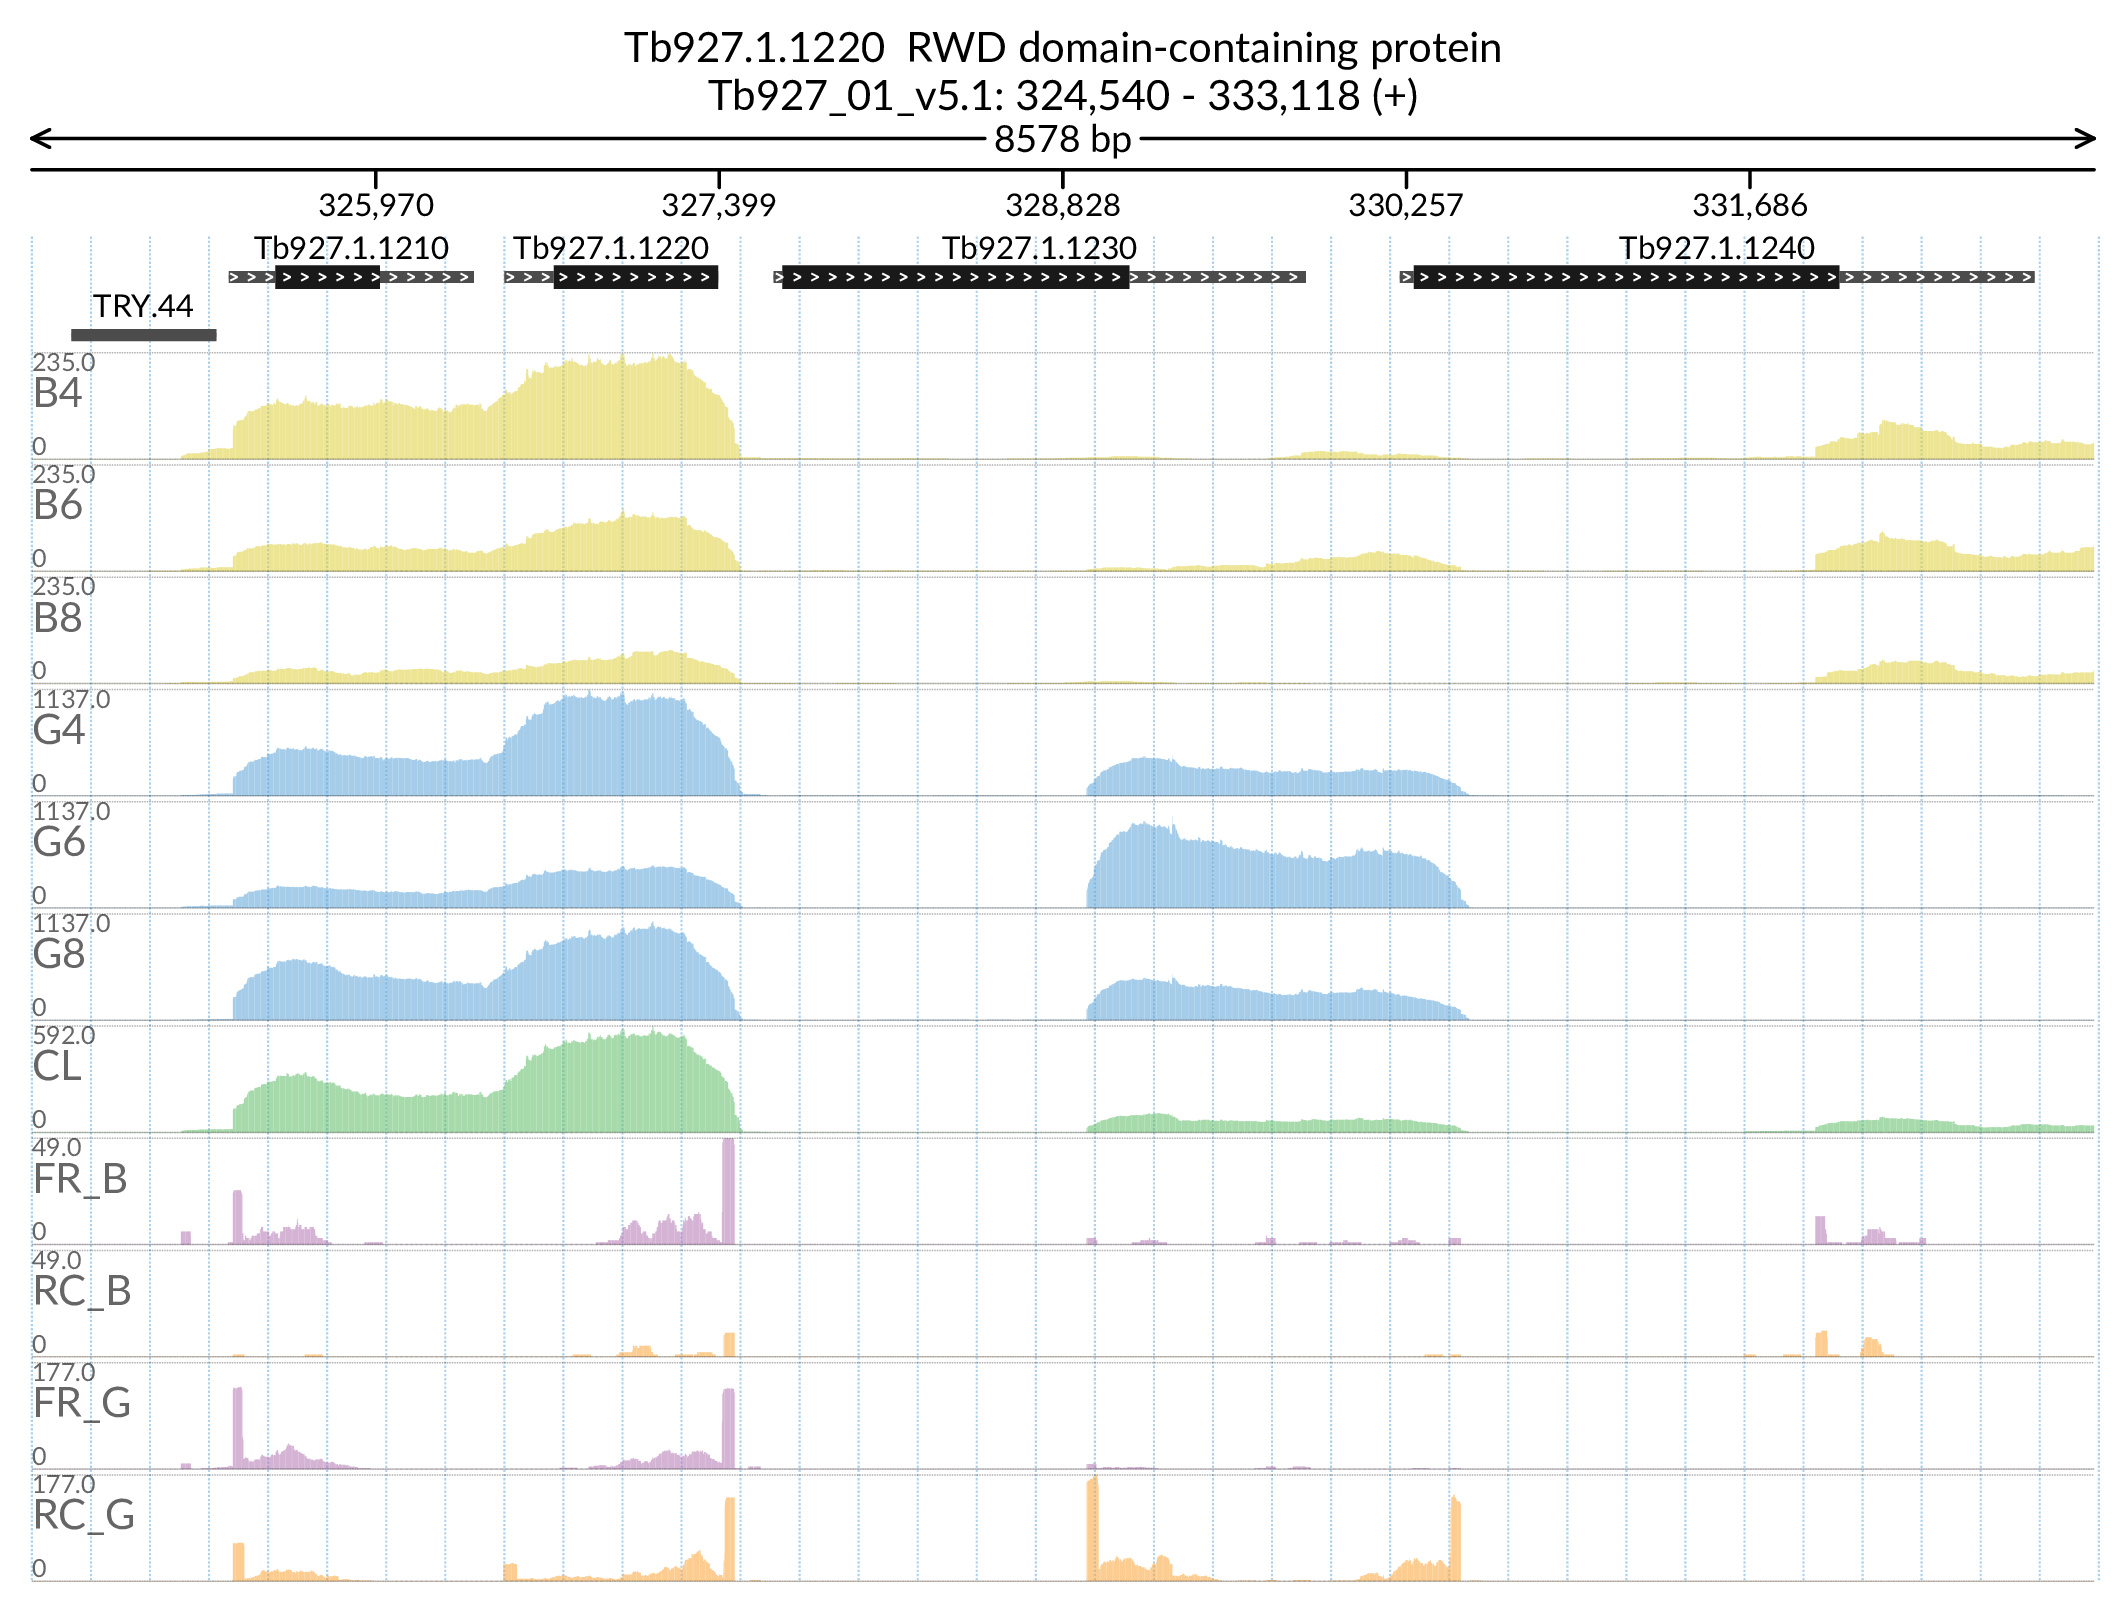 Tb927.1.1220  RWD domain-containing protein
Tb927_01_v5.1: 324,540 - 333,118 (+)
8578 bp
325,970 327,399 328,828 330,257 331,686
Tb927.1.1210 Tb927.1.1220 Tb927.1.1230 Tb927.1.1240
TRY.44
235.0
B4
0
235.0
B6
0
235.0
B8
0
1137.0
G4
0
1137.0
G6
0
1137.0
G8
0
592.0
CL
0
49.0
FR_B
0
49.0
RC_B
0
177.0
FR_G
0
177.0
RC_G
0